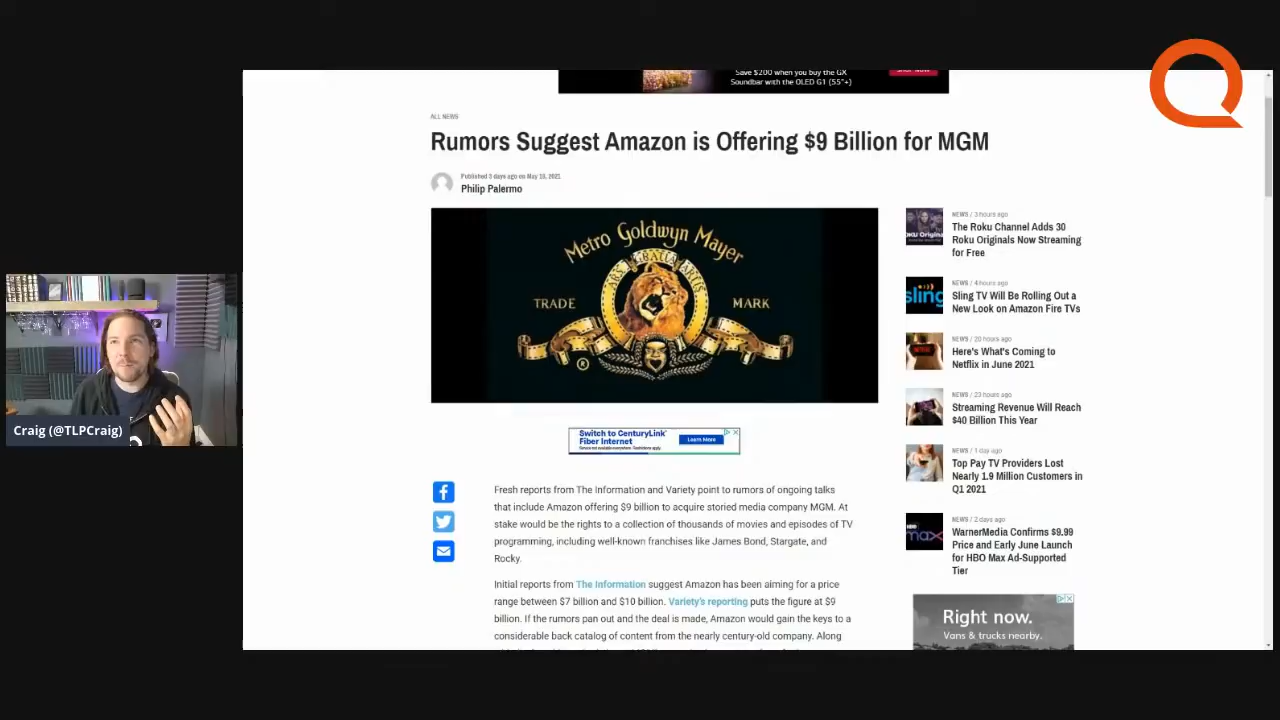 Save $200 when you buy the GX
Soundbar with the OLED G1 (55"+)
SHOP NOW
ALL NEWS
Rumors Suggest Amazon is Offering $9 Billion for MGM
Philip Palermo
Metro Goldwyn Mayer
ARS GRATIA ARTIS
TRADE MARK
®
Switch to CenturyLink®
Fiber Internet
Learn More
Fresh reports from The Information and Variety point to rumors of ongoing talks
that include Amazon offering $9 billion to acquire storied media company MGM. At
stake would be the rights to a collection of thousands of movies and episodes of TV
programming, including well-known franchises like James Bond, Stargate, and
Rocky.
Initial reports from The Information suggest Amazon has been aiming for a price
range between $7 billion and $10 billion. Variety's reporting puts the figure at $9
billion. If the rumors pan out and the deal is made, Amazon would gain the keys to a
considerable back catalog of content from the nearly century-old company. Along
NEWS / 3 hours ago
The Roku Channel Adds 30
Roku Originals Now Streaming
for Free
sling
NEWS / 4 hours ago
Sling TV Will Be Rolling Out a
New Look on Amazon Fire TVs
NEWS / 20 hours ago
Here's What's Coming to
Netflix in June 2021
NEWS / 23 hours ago
Streaming Revenue Will Reach
$40 Billion This Year
NEWS / 1 day ago
Top Pay TV Providers Lost
Nearly 1.9 Million Customers in
Q1 2021
HBO
max
NEWS / 2 days ago
WarnerMedia Confirms $9.99
Price and Early June Launch
for HBO Max Ad-Supported
Tier
Right now.
Vans & trucks nearby.
Craig (@TLPCraig)